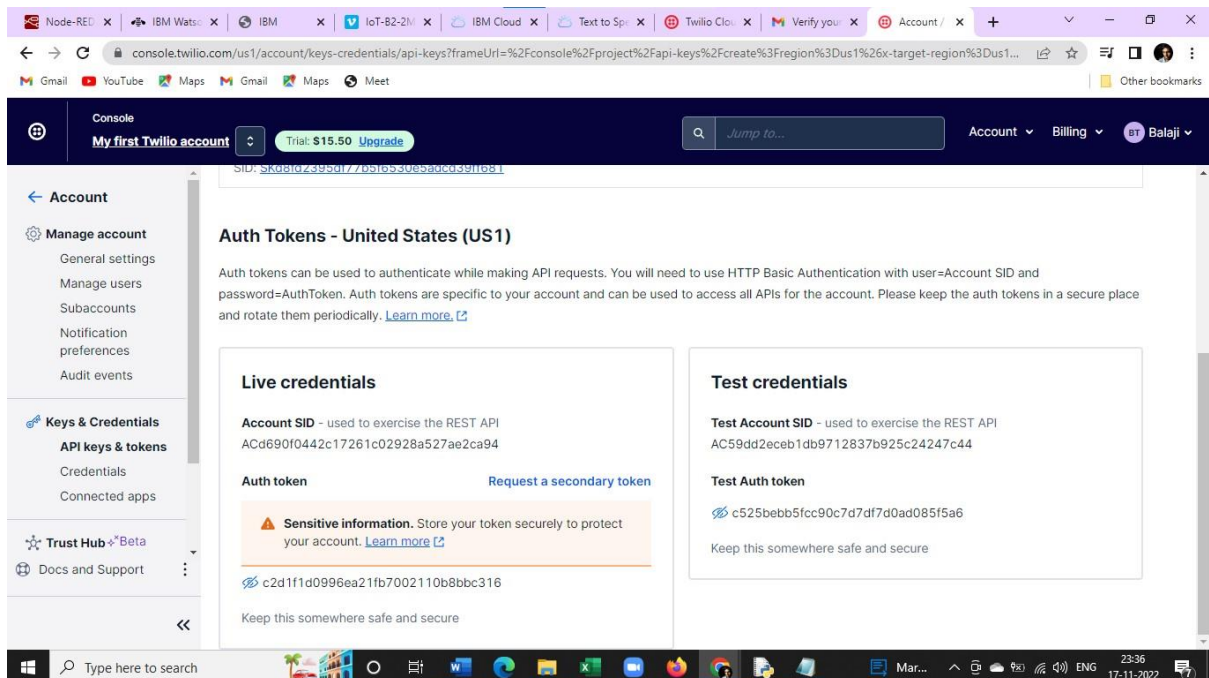 Node-RED
IBM Watso
IBM
IoT-B2-2M
IBM Cloud
Text to Spe
Twilio Clou
Verify your
Account /
console.twilio.com/us1/account/keys-credentials/api-keys?frameUrl=%2Fconsole%2Fproject%2Fapi-keys%2Fcreate%3Fregion%3Dus1%26x-target-region%3Dus1...
Gmail YouTube Maps Gmail Maps Meet Other bookmarks
Console
My first Twilio account Trial: $15.50 Upgrade Jump to... Account Billing BT Balaji
SID: SKd8fd2395df77b5f6530e5adcd39ff681
Account
Manage account
General settings
Manage users
Subaccounts
Notification
preferences
Audit events
Keys & Credentials
API keys & tokens
Credentials
Connected apps
Trust Hub Beta
Docs and Support
Auth Tokens - United States (US1)
Auth tokens can be used to authenticate while making API requests. You will need to use HTTP Basic Authentication with user=Account SID and
password=AuthToken. Auth tokens are specific to your account and can be used to access all APIs for the account. Please keep the auth tokens in a secure place
and rotate them periodically. Learn more.
Live credentials
Account SID - used to exercise the REST API
ACd690f0442c17261c02928a527ae2ca94
Auth token Request a secondary token
Sensitive information. Store your token securely to protect
your account. Learn more
c2d1f1d0996ea21fb7002110b8bbc316
Keep this somewhere safe and secure
Test credentials
Test Account SID - used to exercise the REST API
AC59dd2eceb1db9712837b925c24247c44
Test Auth token
c525bebb5fcc90c7d7df7d0ad085f5a6
Keep this somewhere safe and secure
Type here to search
Mar...
ENG
23:36
17-11-2022